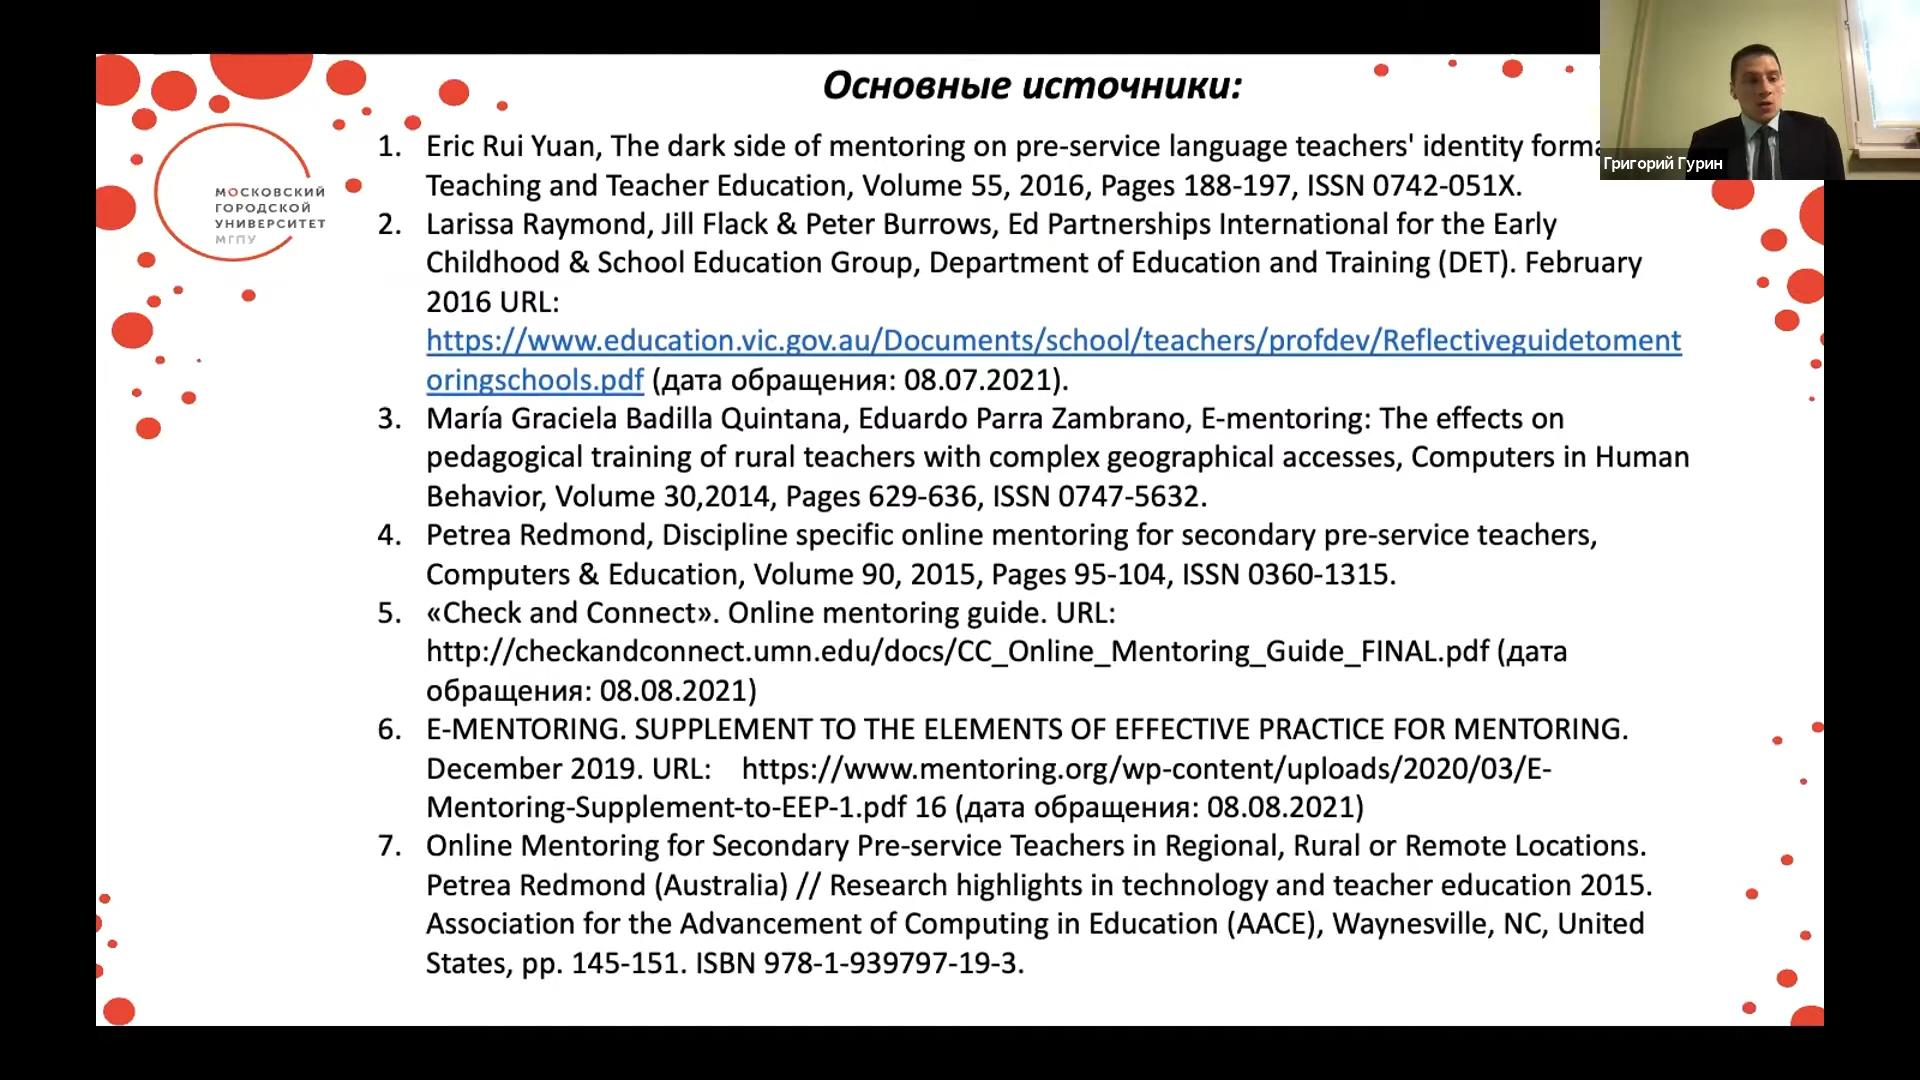 Основные источники:
МОСКОВСКИЙ
ГОРОДСКОЙ
УНИВЕРСИТЕТ
МГПУ
1. Eric Rui Yuan, The dark side of mentoring on pre-service language teachers' identity
Teaching and Teacher Education, Volume 55, 2016, Pages 188-197, ISSN 0742-051X.
2. Larissa Raymond, Jill Flack & Peter Burrows, Ed Partnerships International for the Early
Childhood & School Education Group, Department of Education and Training (DET). February
2016 URL:
https://www.education.vic.gov.au/Documents/school/teachers/profdev/Reflectiveguidetoment
oringschools.pdf (дата обращения: 08.07.2021).
3. María Graciela Badilla Quintana, Eduardo Parra Zambrano, E-mentoring: The effects on
pedagogical training of rural teachers with complex geographical accesses, Computers in Human
Behavior, Volume 30,2014, Pages 629-636, ISSN 0747-5632.
4. Petrea Redmond, Discipline specific online mentoring for secondary pre-service teachers,
Computers & Education, Volume 90, 2015, Pages 95-104, ISSN 0360-1315.
5. «Check and Connect». Online mentoring guide. URL:
http://checkandconnect.umn.edu/docs/CC_Online_Mentoring_Guide_FINAL.pdf (дата
обращения: 08.08.2021)
6. E-MENTORING. SUPPLEMENT TO THE ELEMENTS OF EFFECTIVE PRACTICE FOR MENTORING.
December 2019. URL: https://www.mentoring.org/wp-content/uploads/2020/03/E-
Mentoring-Supplement-to-EEP-1.pdf 16 (дата обращения: 08.08.2021)
7. Online Mentoring for Secondary Pre-service Teachers in Regional, Rural or Remote Locations.
Petrea Redmond (Australia) // Research highlights in technology and teacher education 2015.
Association for the Advancement of Computing in Education (AACE), Waynesville, NC, United
States, pp. 145-151. ISBN 978-1-939797-19-3.
Григорий Гурин